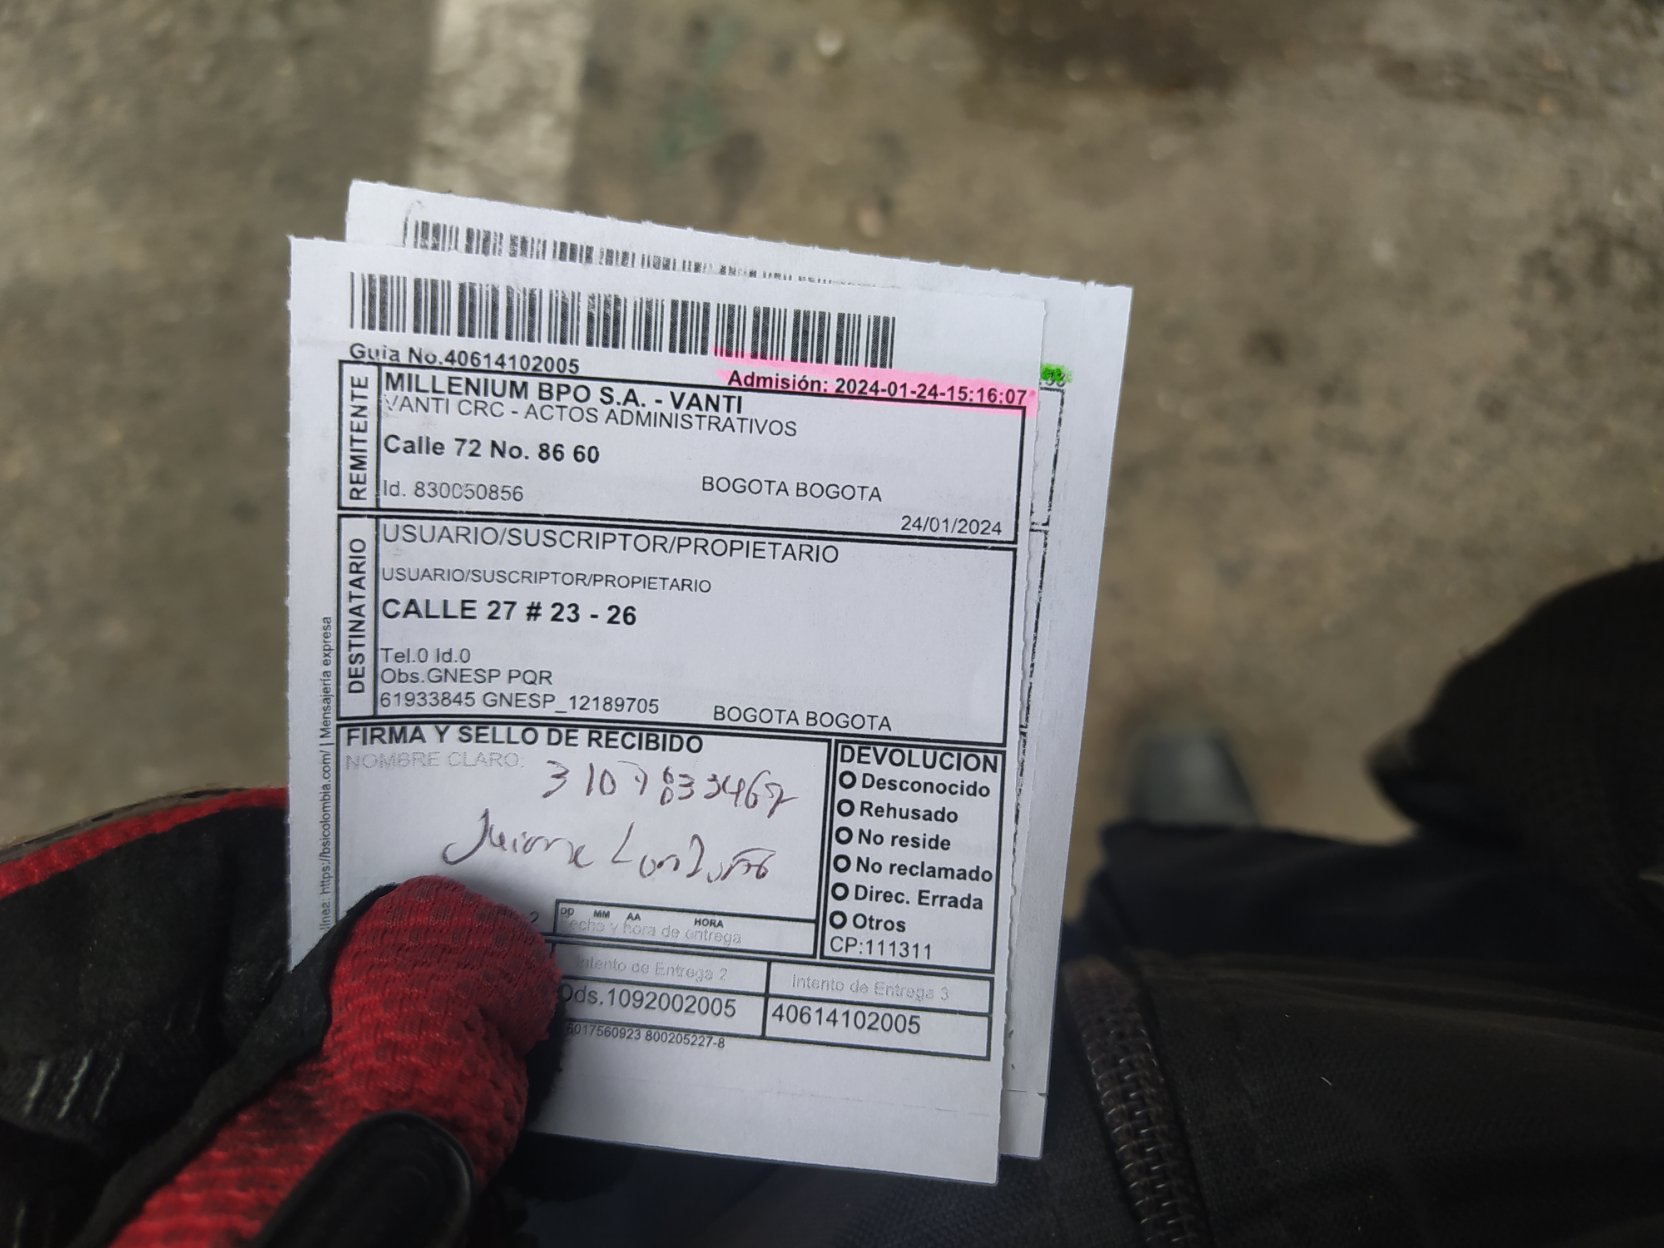 Guia No.40614102005
Admisión: 2024-01-24-15:16:07
REMITENTE
MILLENIUM BPO S.A. - VANTI
VANTI CRC - ACTOS ADMINISTRATIVOS
Calle 72 No. 86 60
Id. 830050856
BOGOTA BOGOTA
24/01/2024
DESTINATARIO
USUARIO/SUSCRIPTOR/PROPIETARIO
USUARIO/SUSCRIPTOR/PROPIETARIO
CALLE 27 # 23 - 26
Tel.0 Id.0
Obs.GNESP PQR
61933845 GNESP_12189705
BOGOTA BOGOTA
línea: https://bsicolombia.com/ | Mensajería expresa
FIRMA Y SELLO DE RECIBIDO
NOMBRE CLARO:
DEVOLUCION
Desconocido
Rehusado
No reside
No reclamado
Direc. Errada
Otros
CP:111311
DD MM AA HORA
Fecha y hora de entrega
Intento de Entrega 2
Intento de Entrega 3
Ods.1092002005
40614102005
6017560923 800205227-8